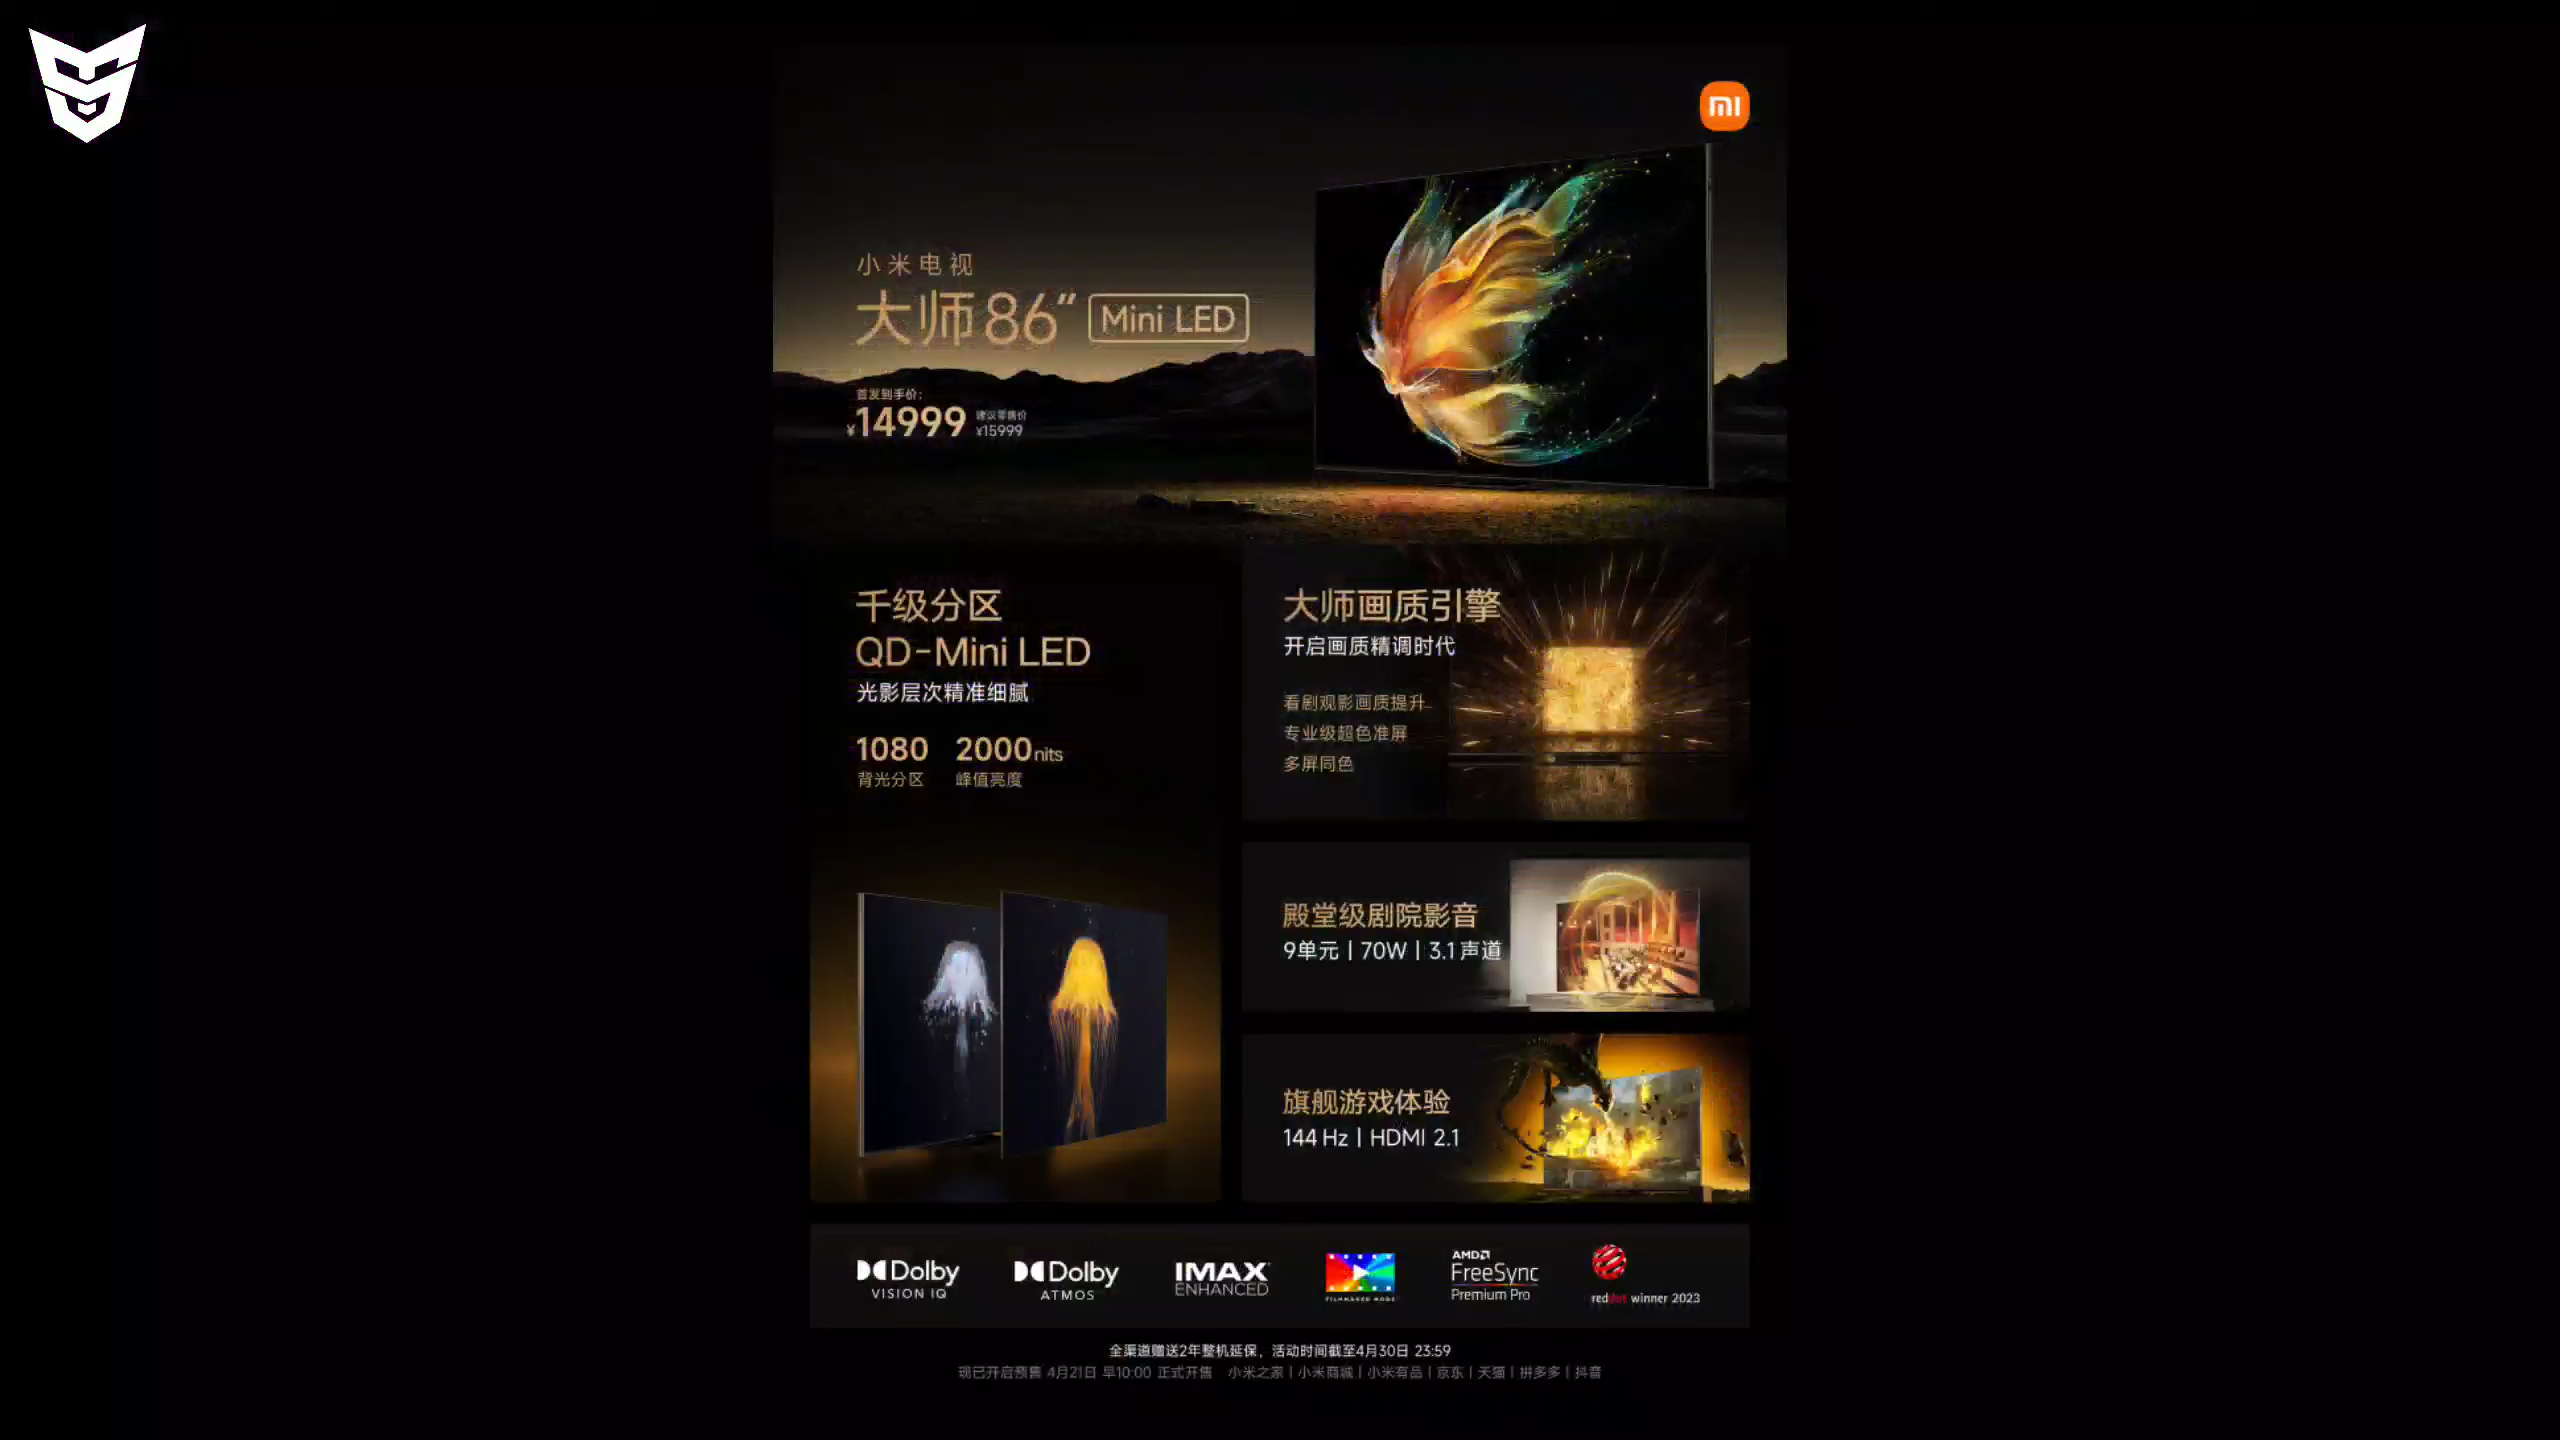 mi
小米电视
大师86” Mini LED
首发到手价：
¥14999 建议零售价
¥15999
千级分区
QD-Mini LED
光影层次精准细腻
1080 2000nits
背光分区 峰值亮度
大师画质引擎
开启画质精调时代
看剧观影画质提升
专业级超色准屏
多屏同色
殿堂级剧院影音
9单元 | 70W | 3.1声道
旗舰游戏体验
144 Hz | HDMI 2.1
Dolby
VISION IQ
Dolby
ATMOS
IMAX
ENHANCED
FILMMAKER MODE
AMD
FreeSync
Premium Pro
reddot winner 2023
全渠道赠送2年整机延保，活动时间截至4月30日 23:59
现已开启预售 4月21日 早10:00 正式开售 小米之家 | 小米商城 | 小米有品 | 京东 | 天猫 | 拼多多 | 抖音